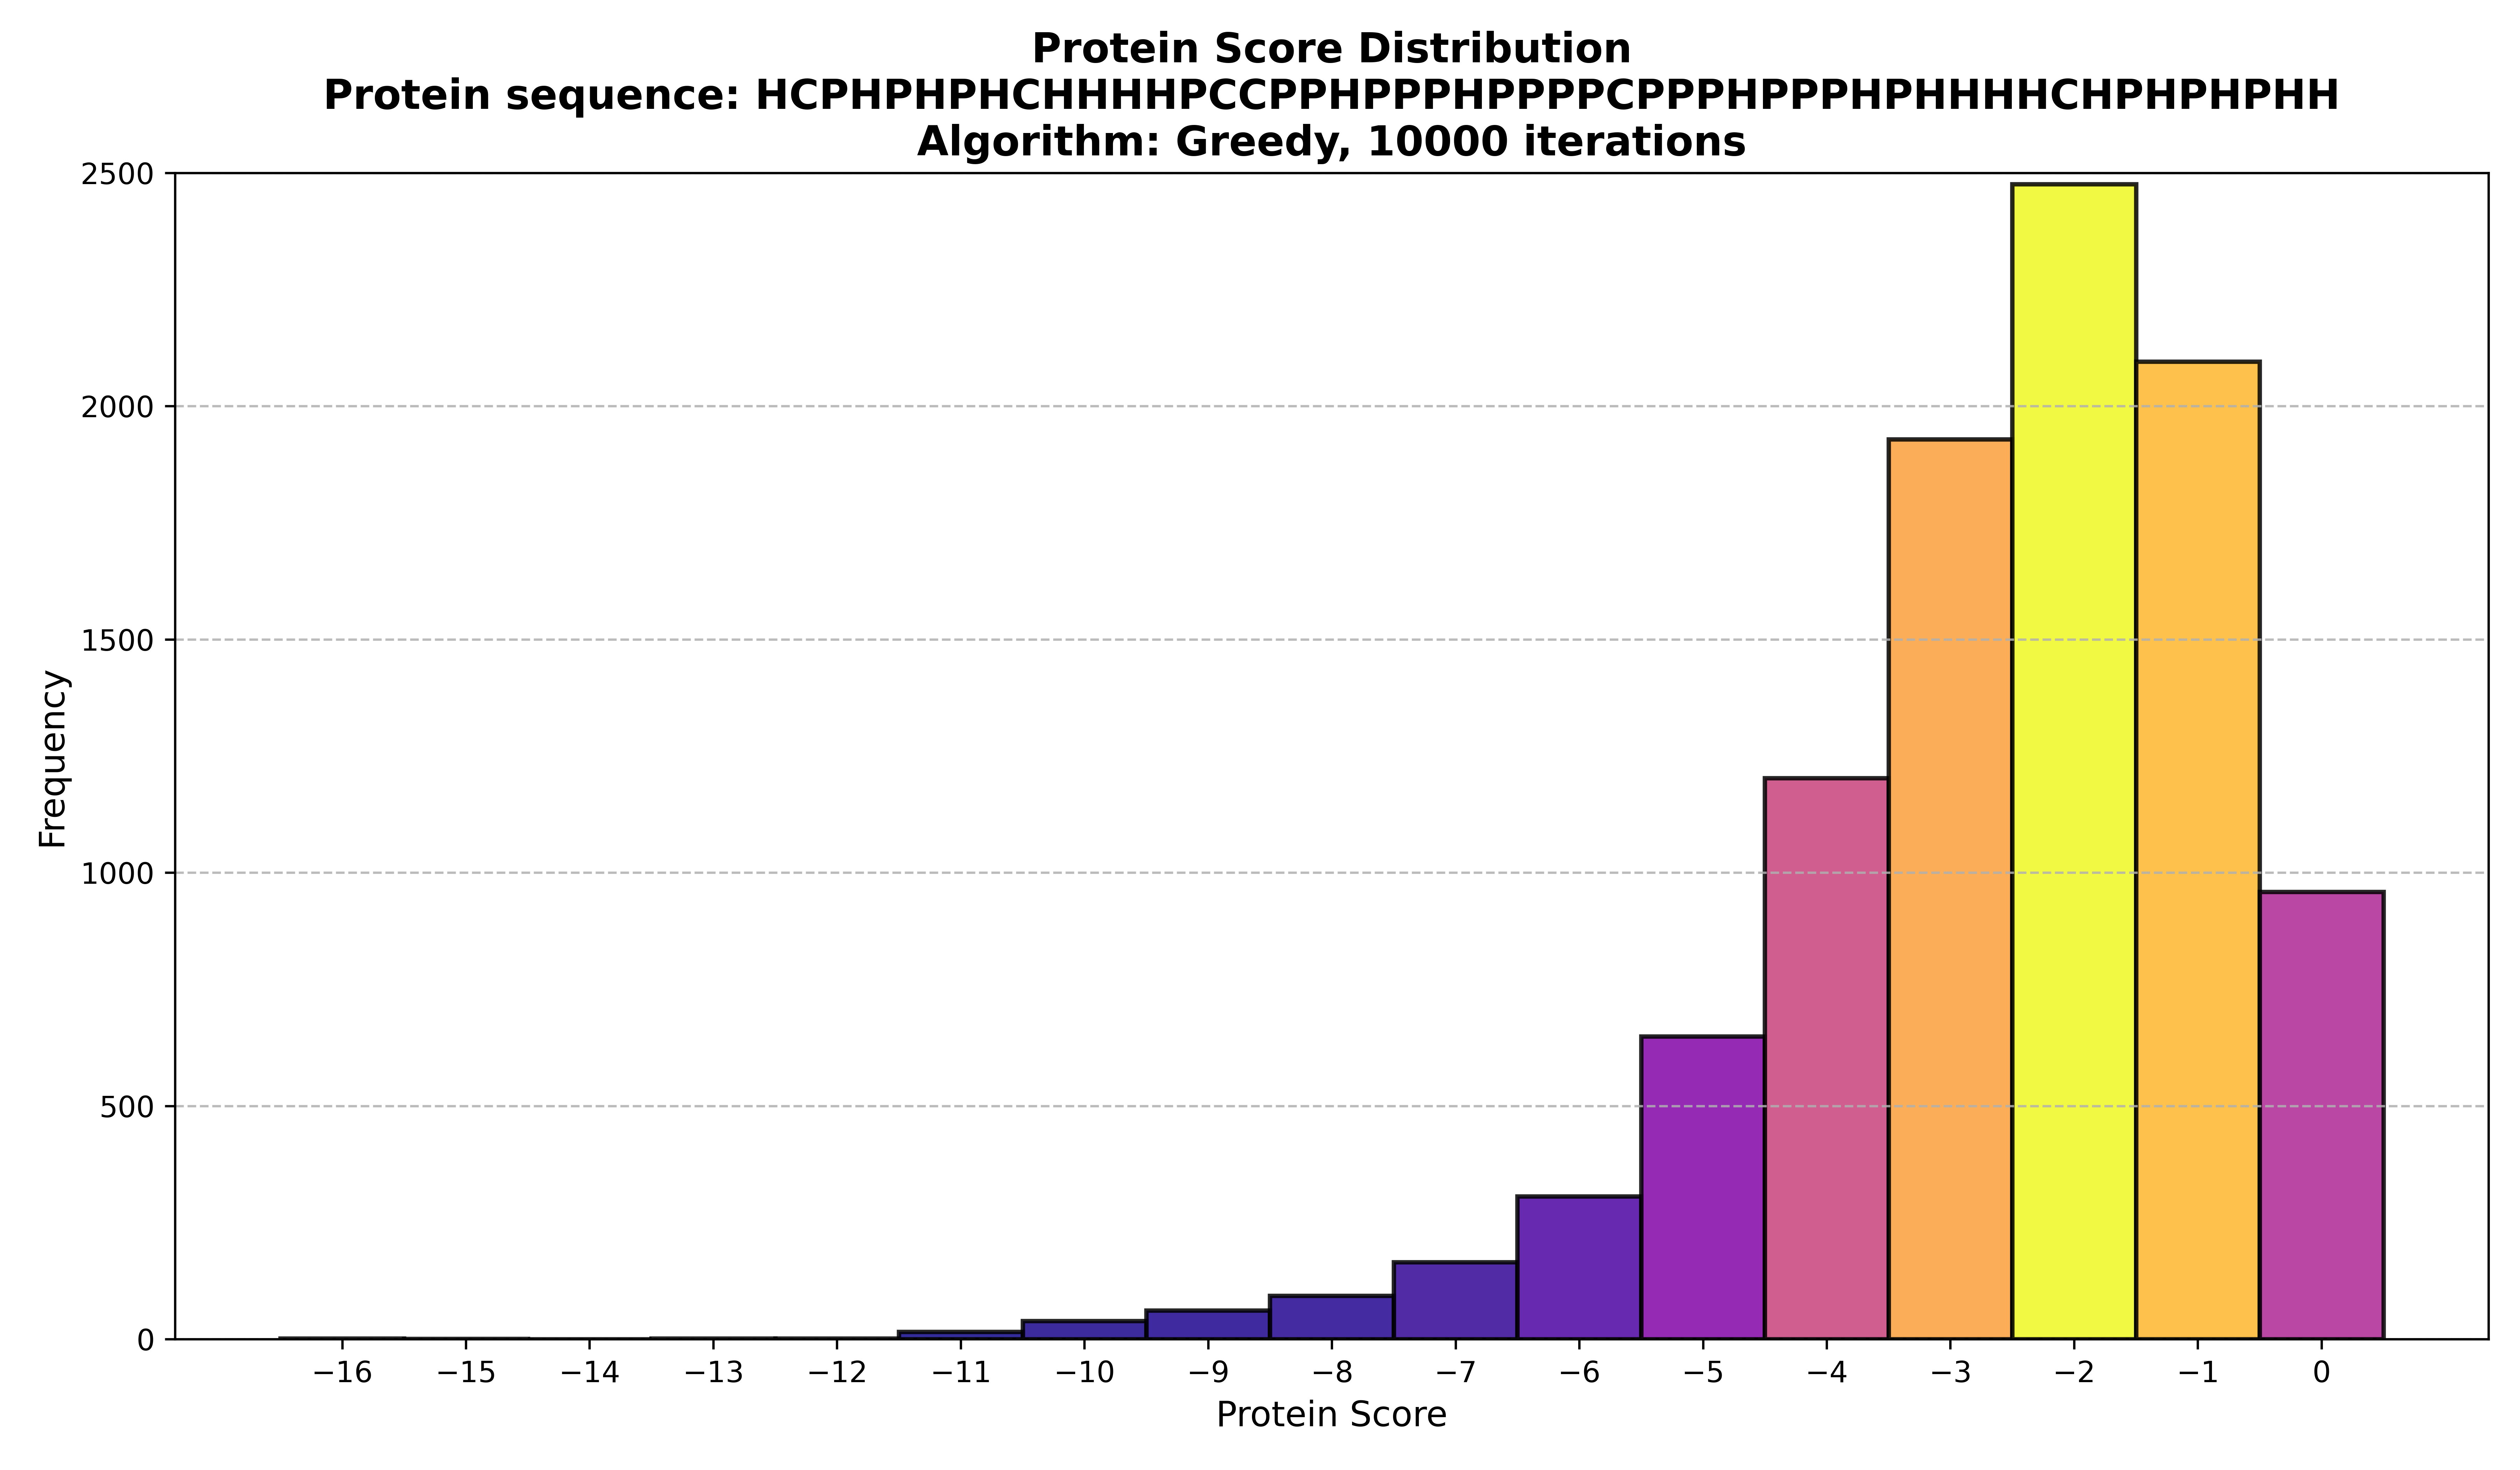 Protein Score Distribution
Protein sequence: HCPHPHPHCHHHHPCCPPHPPPHPPPPCPPPHPPPHPHHHHCHPHPHPHH
Algorithm: Greedy, 10000 iterations
2500
2000
1500
1000
500
0
Frequency
−16 −15 −14 −13 −12 −11 −10 −9 −8 −7 −6 −5 −4 −3 −2 −1 0
Protein Score